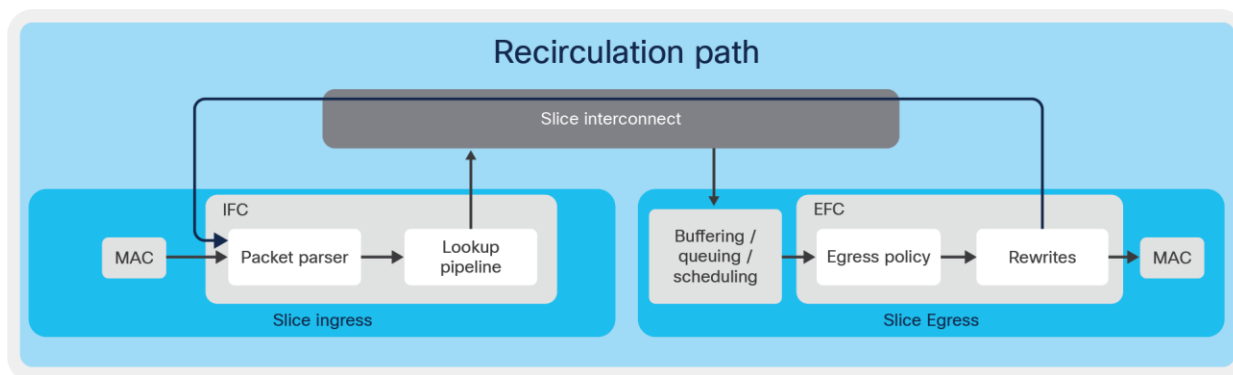 Recirculation path
Slice interconnect
IFC
MAC
Packet parser
Lookup
pipeline
Slice ingress
Buffering /
queuing /
scheduling
EFC
Egress policy
Rewrites
MAC
Slice Egress